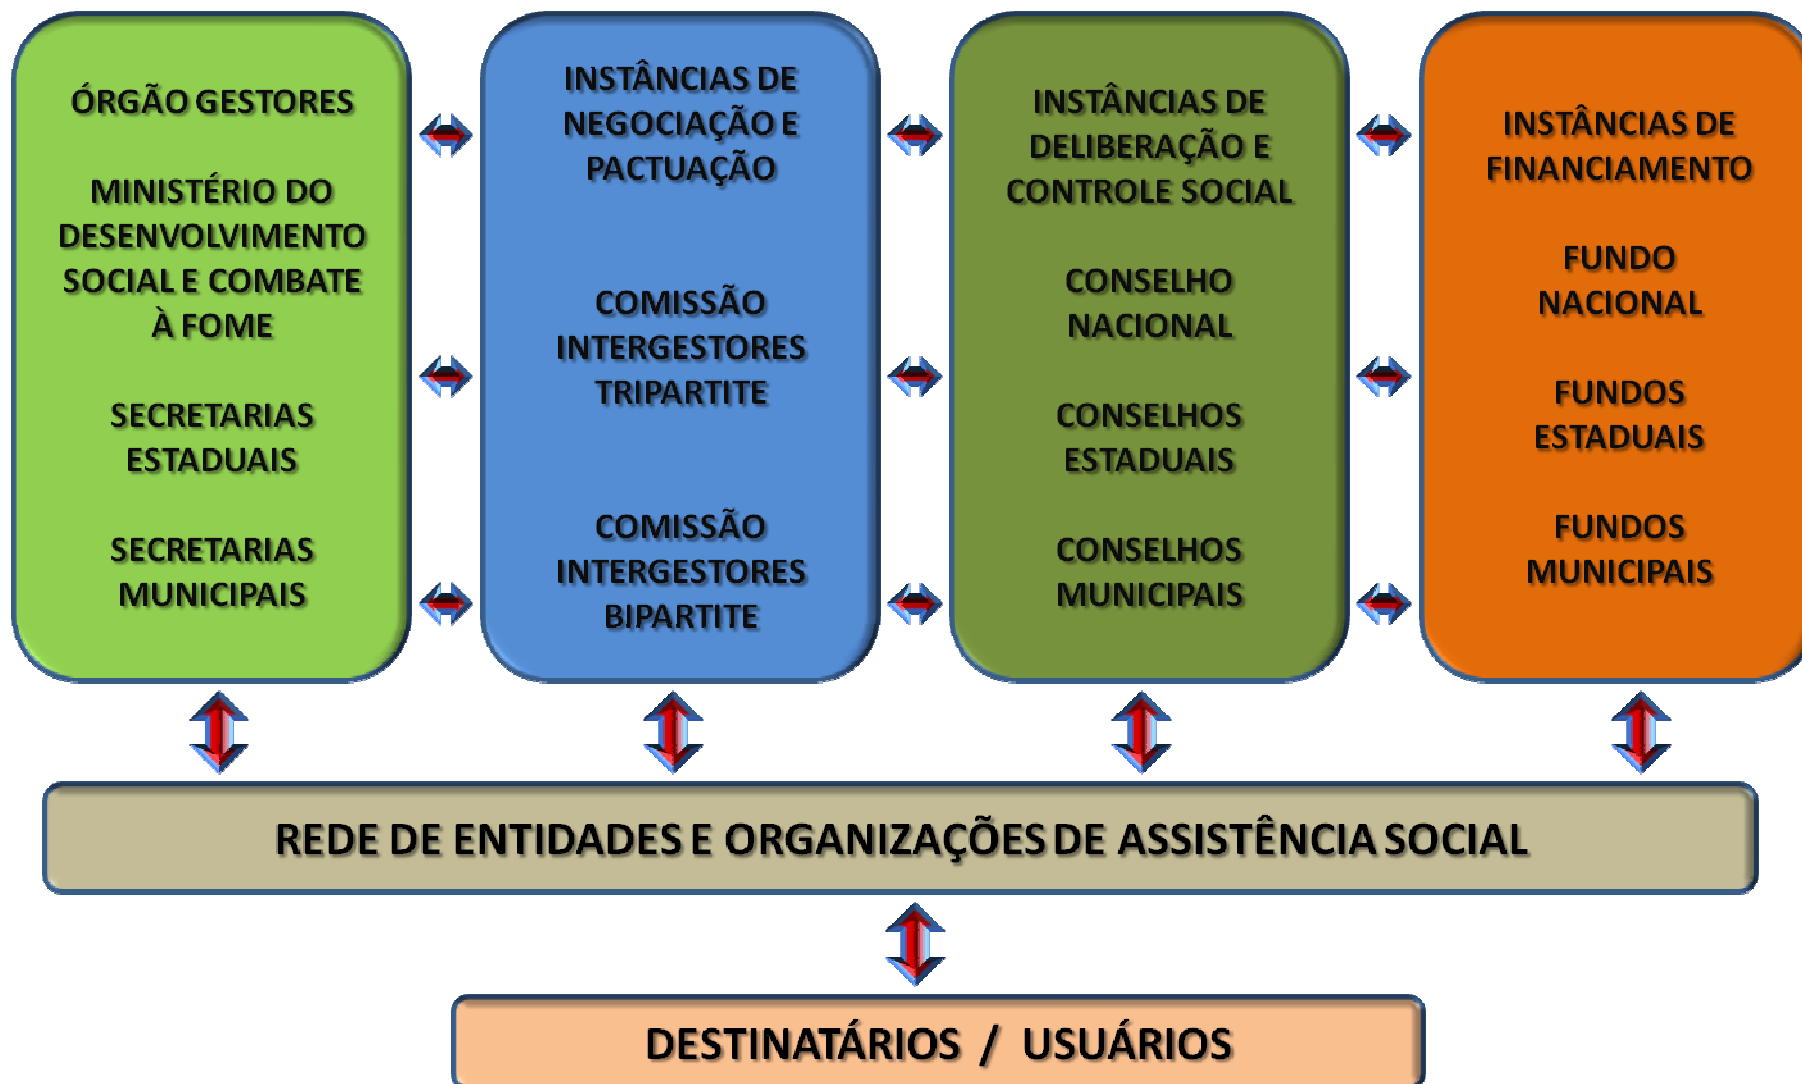 ÓRGÃO GESTORES
MINISTÉRIO DO
DESENVOLVIMENTO
SOCIAL E COMBATE
À FOME
SECRETARIAS
ESTADUAIS
SECRETARIAS
MUNICIPAIS
INSTÂNCIAS DE
NEGOCIAÇÃO E
PACTUAÇÃO
COMISSÃO
INTERGESTORES
TRIPARTITE
COMISSÃO
INTERGESTORES
BIPARTITE
INSTÂNCIAS DE
DELIBERAÇÃO E
CONTROLE SOCIAL
CONSELHO
NACIONAL
CONSELHOS
ESTADUAIS
CONSELHOS
MUNICIPAIS
INSTÂNCIAS DE
FINANCIAMENTO
FUNDO
NACIONAL
FUNDOS
ESTADUAIS
FUNDOS
MUNICIPAIS
REDE DE ENTIDADES E ORGANIZAÇÕES DE ASSISTÊNCIA SOCIAL
DESTINATÁRIOS / USUÁRIOS